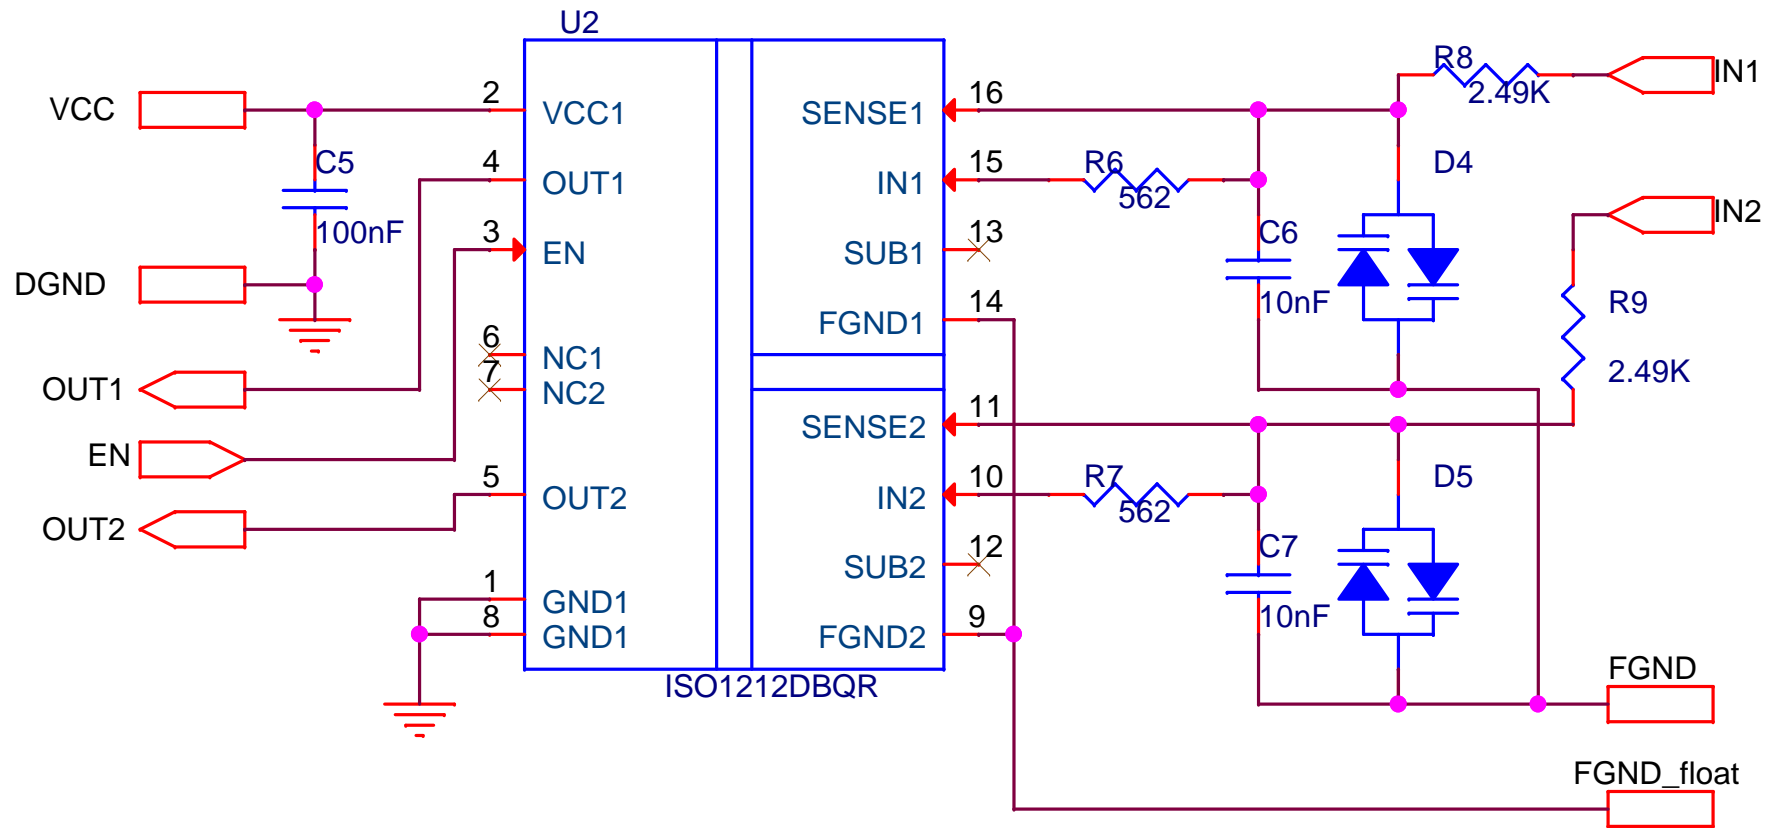 U2
VCC
2
VCC1
SENSE1
16
R8
2.49K
IN1
C5
100nF
4
OUT1
IN1
15
R6
562
D4
3
EN
SUB1
13
C6
10nF
IN2
DGND
FGND1
14
R9
2.49K
6
NC1
7
NC2
OUT1
SENSE2
11
EN
5
OUT2
IN2
10
R7
562
D5
OUT2
SUB2
12
C7
10nF
1
GND1
8
GND1
FGND2
9
ISO1212DBQR
FGND
FGND_float